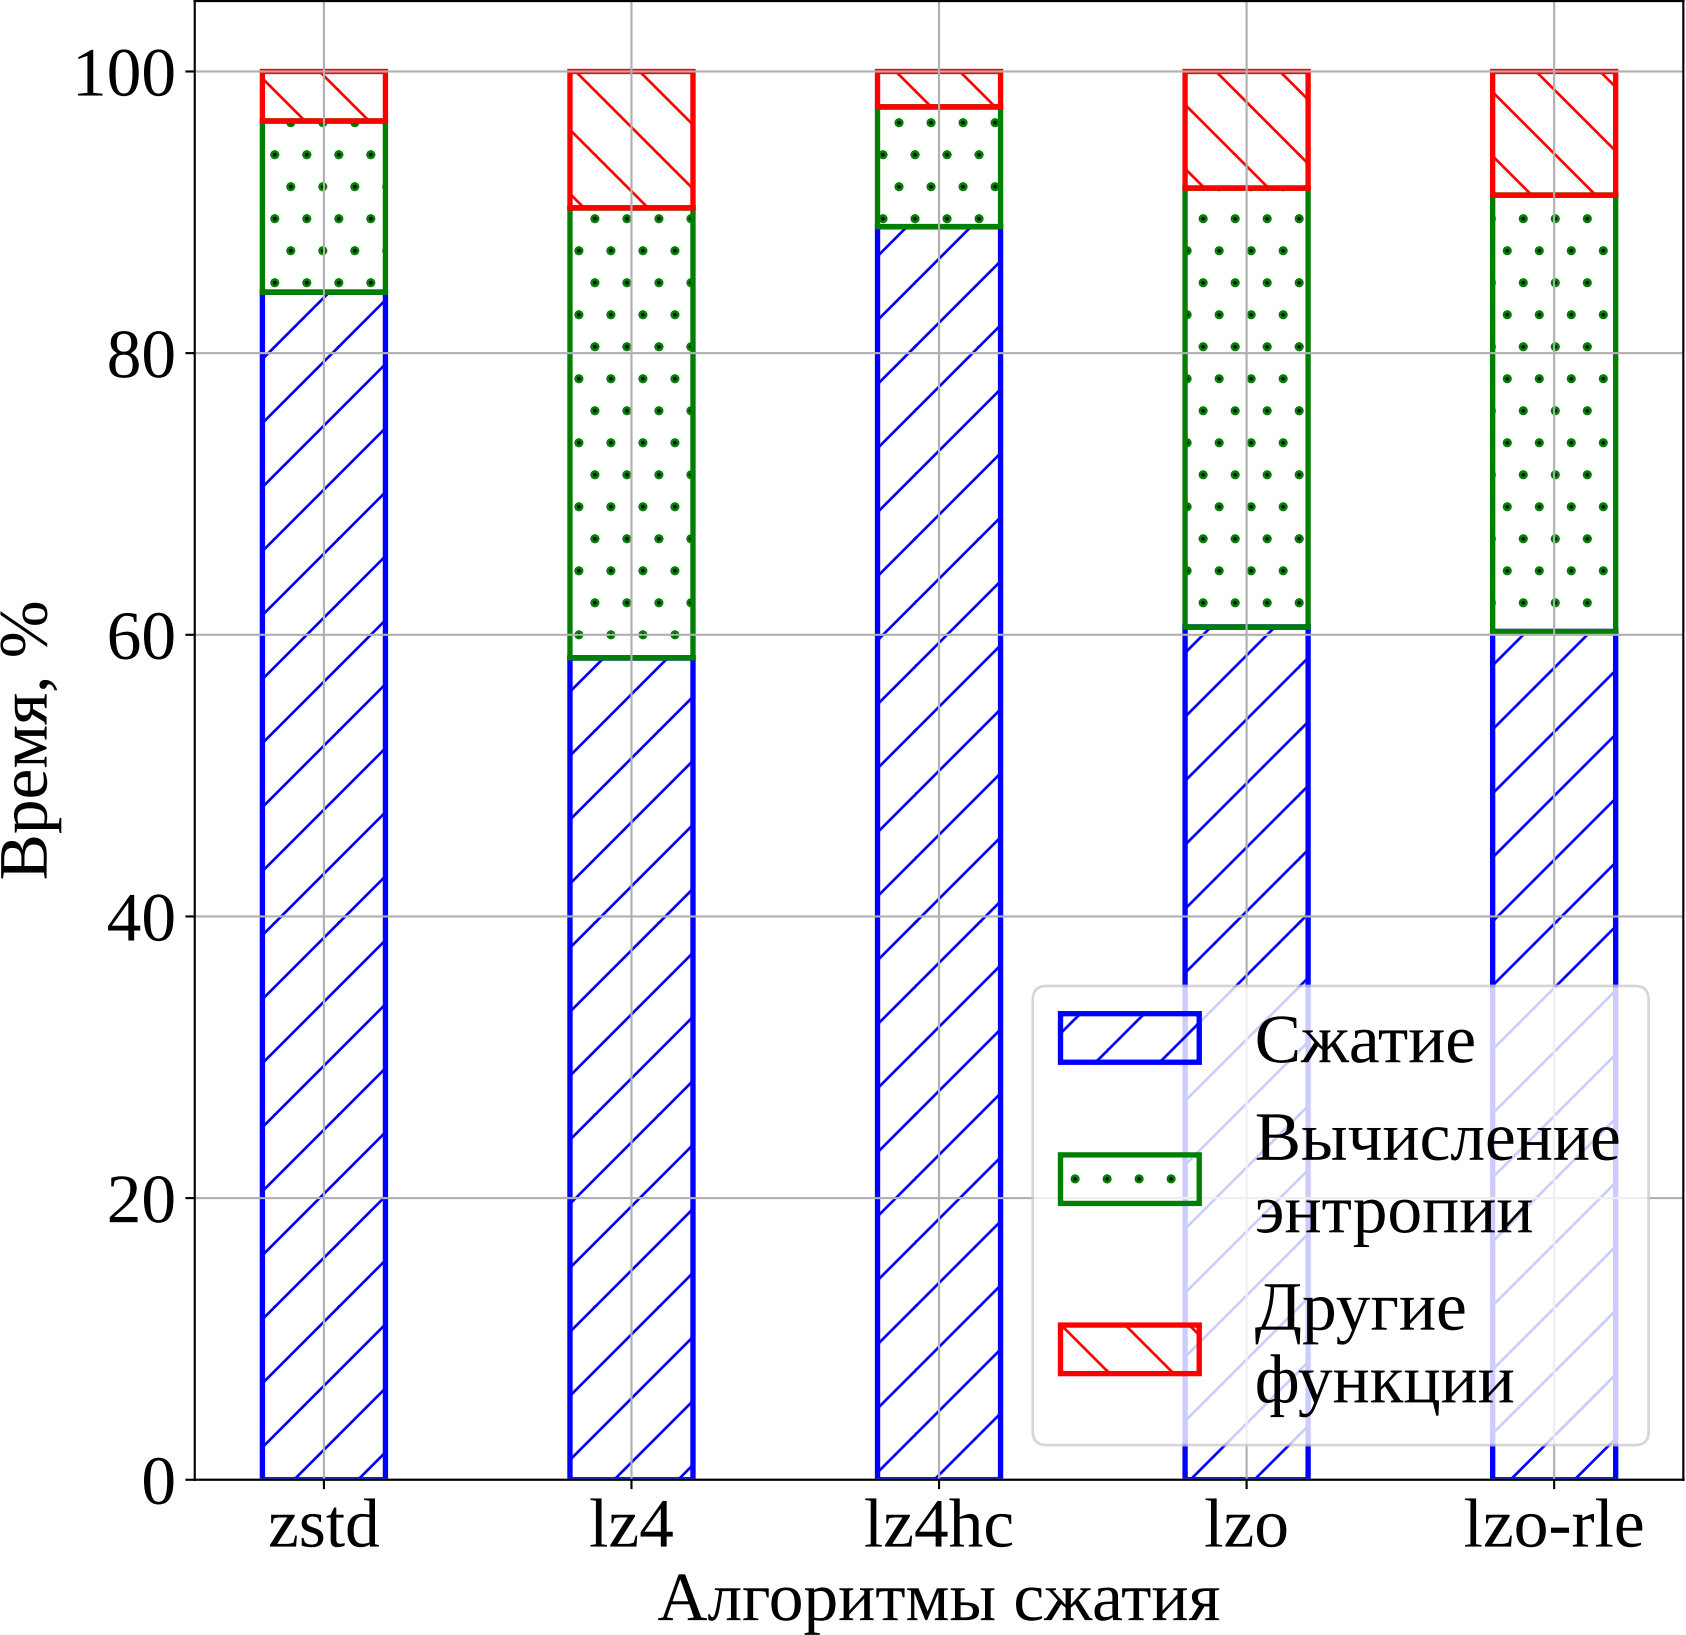 Время, %
100
80
60
40
20
0
Сжатие
Вычисление
энтропии
Другие
функции
zstd lz4 lz4hc lzo lzo-rle
Алгоритмы сжатия